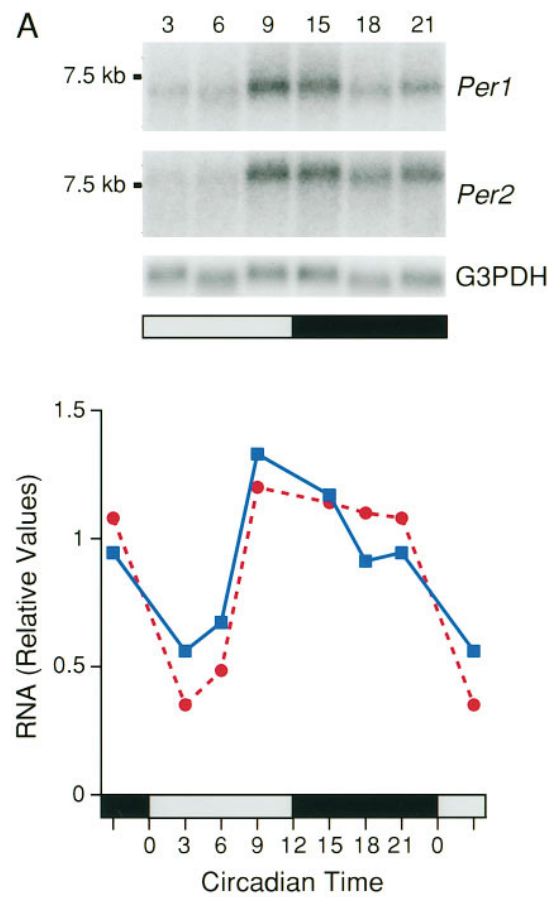 A
3 6 9 15 18 21
7.5 kb
Per1
7.5 kb
Per2
G3PDH
1.5
1
0.5
0
RNA (Relative Values)
0 3 6 9 12 15 18 21 0
Circadian Time